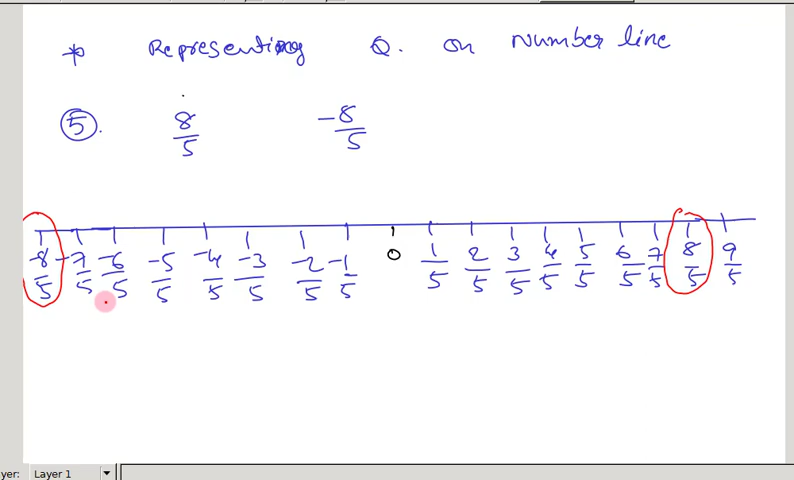 * Representing Q. on Number line
⑤. 8/5 -8/5
-8/5 -7/5 -6/5 -5/5 -4/5 -3/5 -2/5 -1/5 0 1/5 2/5 3/5 4/5 5/5 6/5 7/5 8/5 9/5
yer: Layer 1